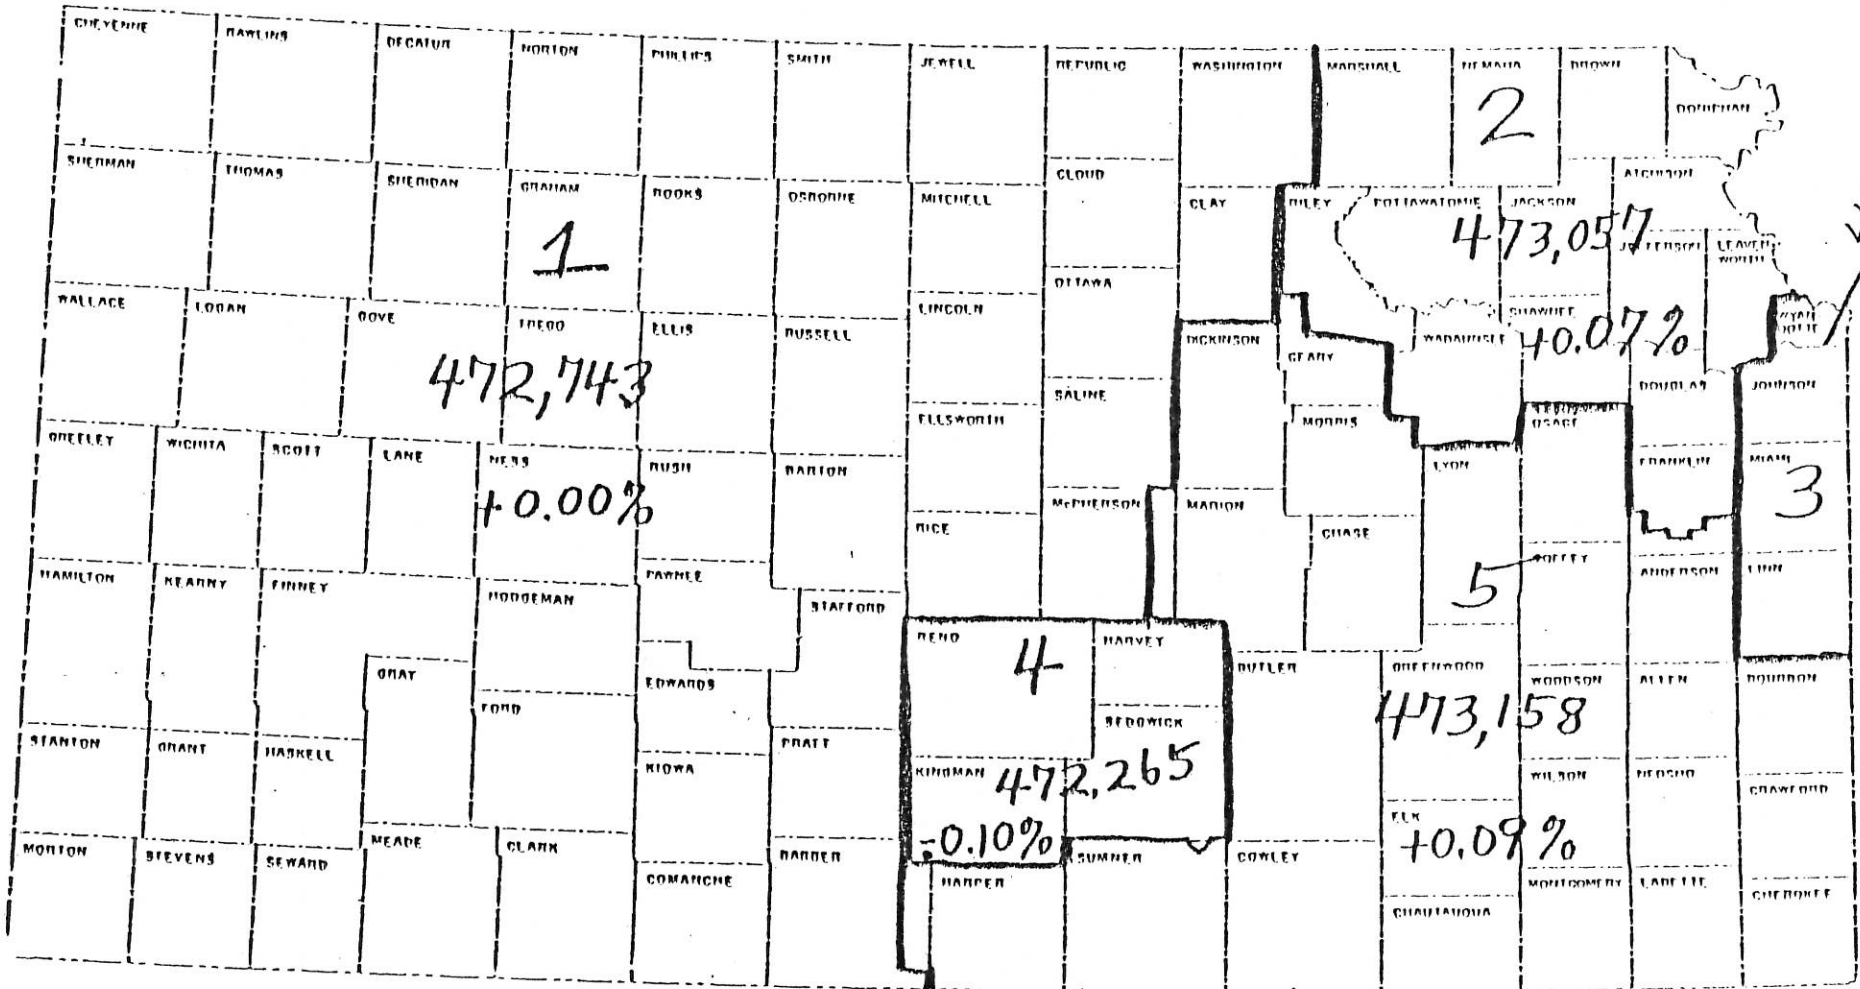 CHEYENNE RAWLINS DECATUR NORTON PHILLIPS SMITH JEWELL REPUBLIC WASHINGTON MARSHALL NEMAHA BROWN
2
DONIPHAN
SHERMAN THOMAS SHERIDAN GRAHAM ROOKS OSBORNE MITCHELL CLOUD CLAY RILEY POTTAWATOMIE JACKSON ATCHISON
1
473,057
JEFFERSON LEAVEN WORTH
OTTAWA
WALLACE LOGAN GOVE TREGO ELLIS RUSSELL LINCOLN DICKINSON GEARY WABAUNSEE SHAWNEE WYAN DOTTE
+0.07%
472,743
SALINE DOUGLAS JOHNSON
GREELEY WICHITA SCOTT LANE NESS RUSH BARTON ELLSWORTH MORRIS LYON OSAGE FRANKLIN MIAMI
3
+0.00%
RICE McPHERSON MARION CHASE
HAMILTON KEARNY FINNEY HODGEMAN PAWNEE STAFFORD COFFEY ANDERSON LINN
5
RENO HARVEY
4
GRAY FORD EDWARDS BUTLER GREENWOOD WOODSON ALLEN BOURBON
473,158
SEDGWICK
STANTON GRANT HASKELL KIOWA PRATT KINGMAN WILSON NEOSHO CRAWFORD
472,265
ELK
-0.10%
+0.09%
MORTON STEVENS SEWARD MEADE CLARK COMANCHE BARBER HARPER SUMNER COWLEY CHAUTAUQUA MONTGOMERY LABETTE CHEROKEE